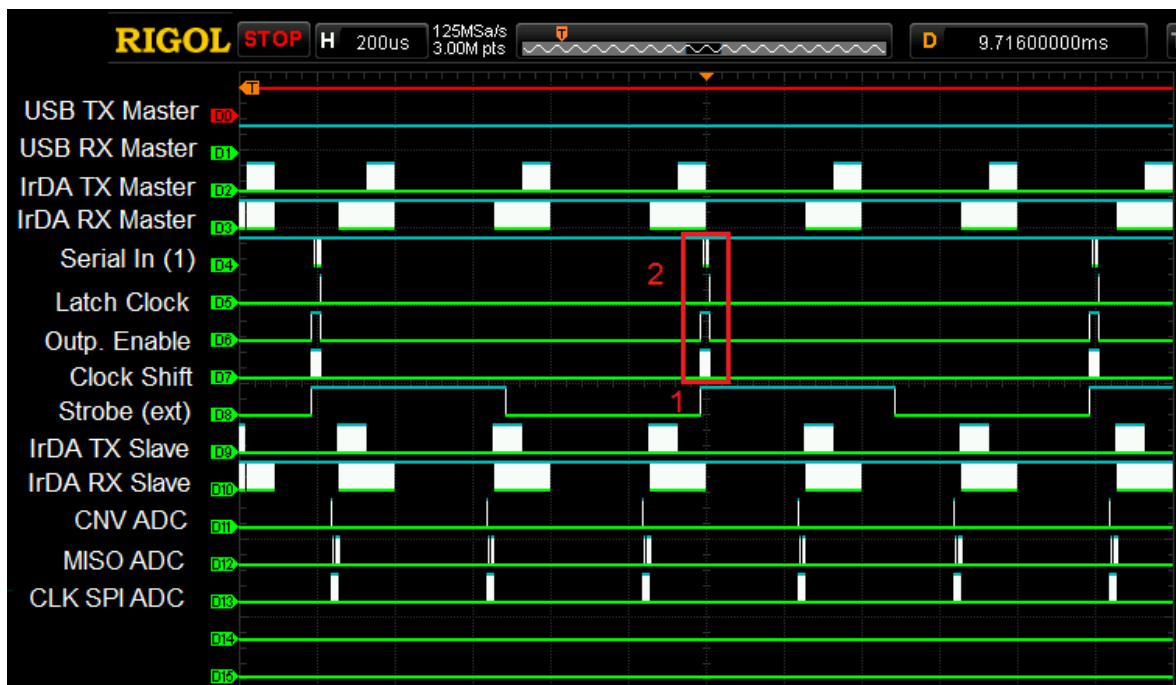 RIGOL STOP H 200us 125MSa/s D 9.71600000ms
3.00M pts
T
USB TX Master D0
USB RX Master D1
IrDA TX Master D2
IrDA RX Master D3
Serial In (1) D4
2
Latch Clock D5
Outp. Enable D6
Clock Shift D7
1
Strobe (ext) D8
IrDA TX Slave D9
IrDA RX Slave D10
CNV ADC D11
MISO ADC D12
CLK SPI ADC D13
D14
D15